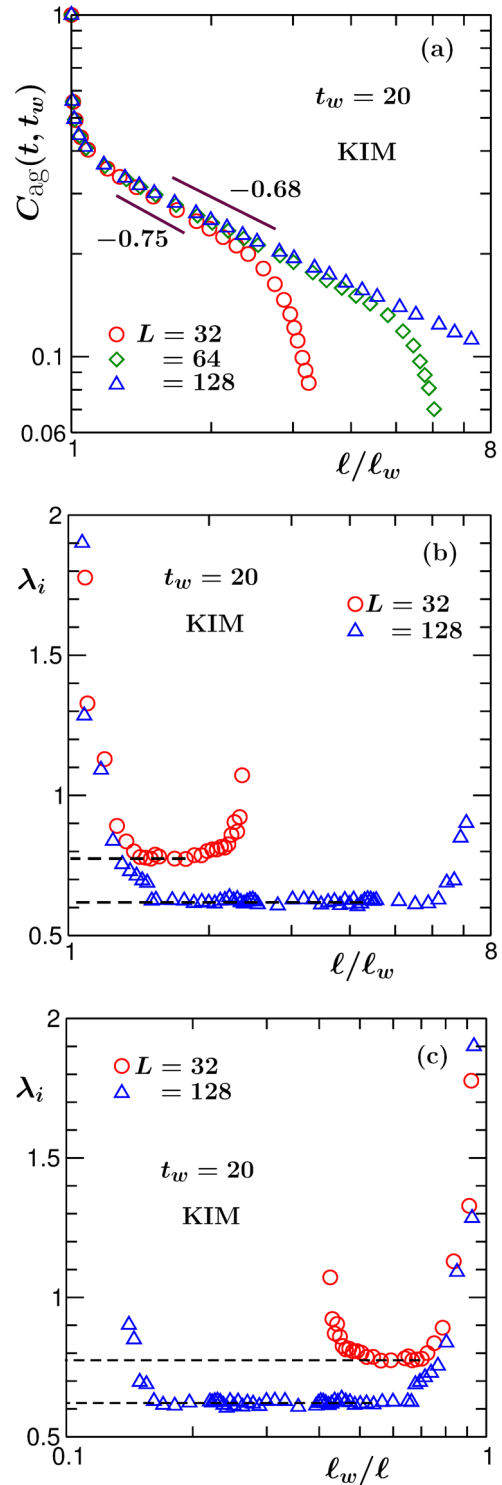 1
(a)
t_w = 20
KIM
C_ag(t, t_w)
−0.68
−0.75
L = 32
= 64
= 128
0.1
0.06
1
8
ℓ/ℓ_w
2
(b)
λ_i
t_w = 20
KIM
L = 32
= 128
1.5
1
0.5
1
8
ℓ/ℓ_w
2
(c)
λ_i
L = 32
= 128
1.5
t_w = 20
KIM
1
0.5
0.1
1
ℓ_w/ℓ